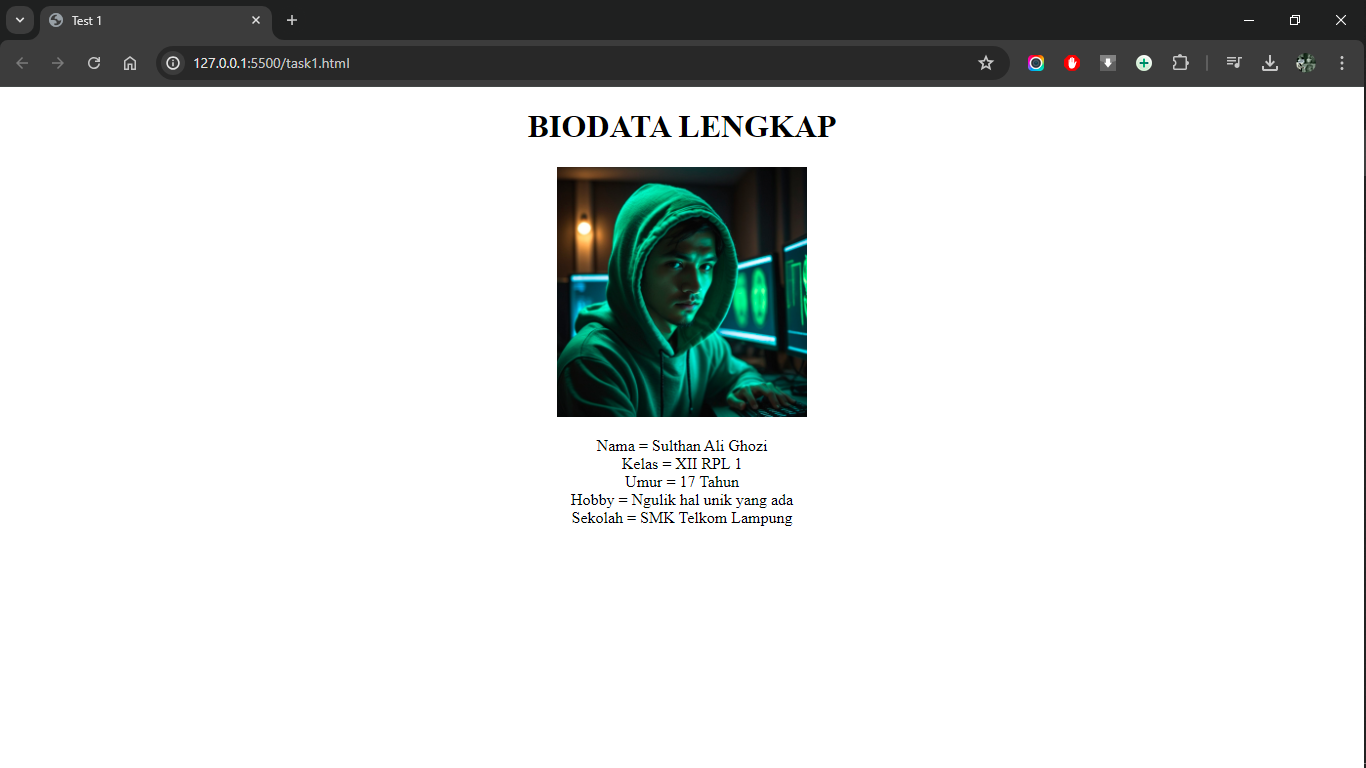 Test 1
127.0.0.1:5500/task1.html
BIODATA LENGKAP
Nama = Sulthan Ali Ghozi
Kelas = XII RPL 1
Umur = 17 Tahun
Hobby = Ngulik hal unik yang ada
Sekolah = SMK Telkom Lampung